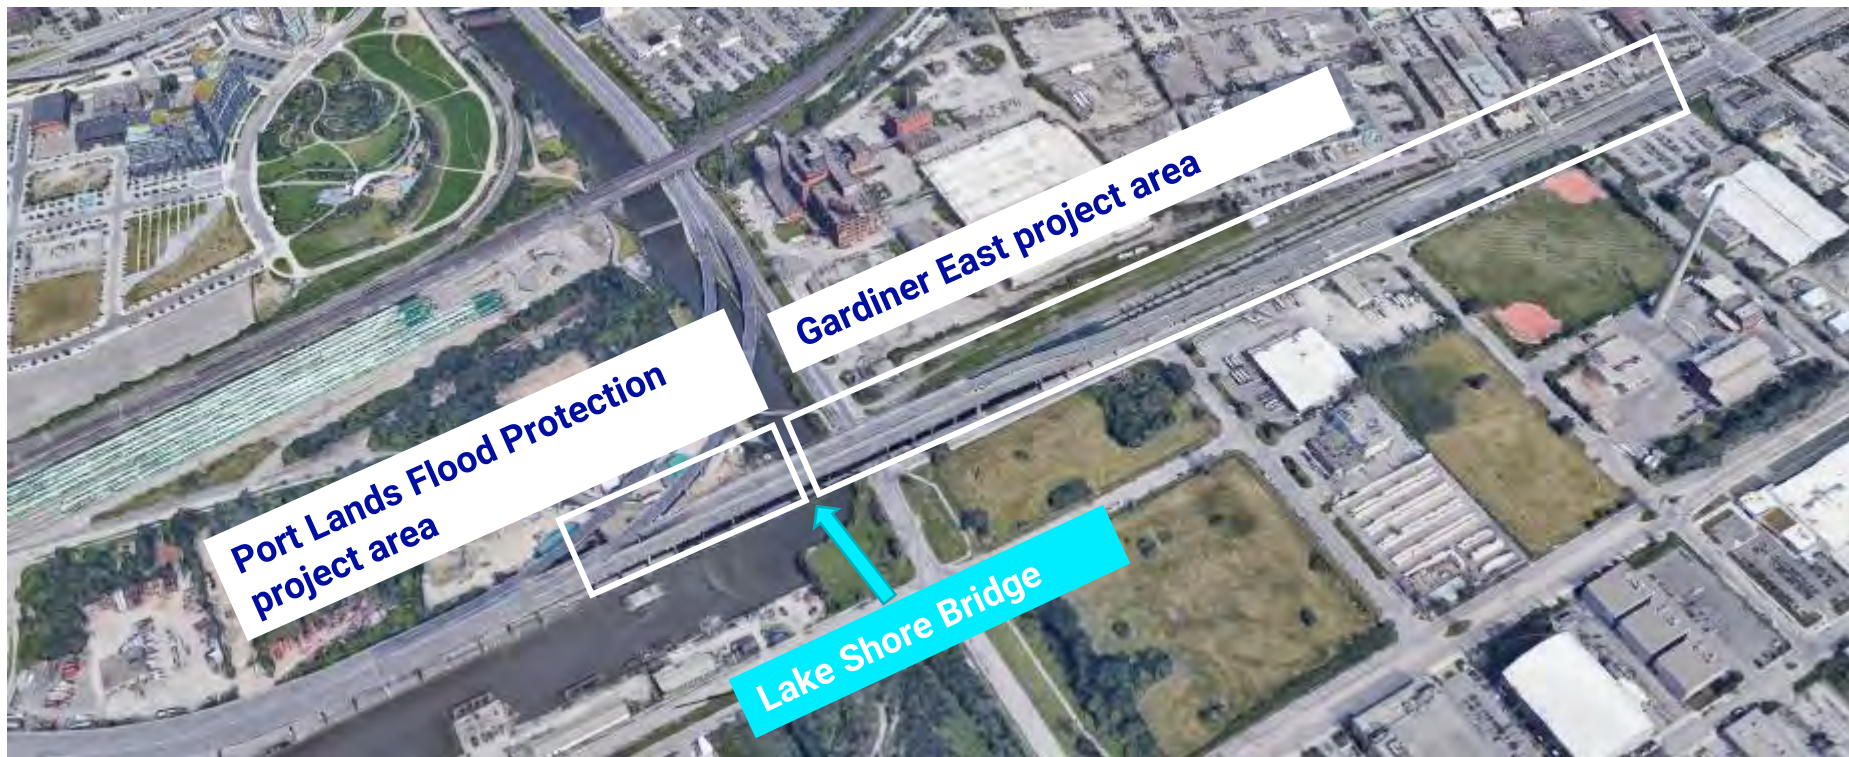 Gardiner East project area
Port Lands Flood Protection
project area
Lake Shore Bridge